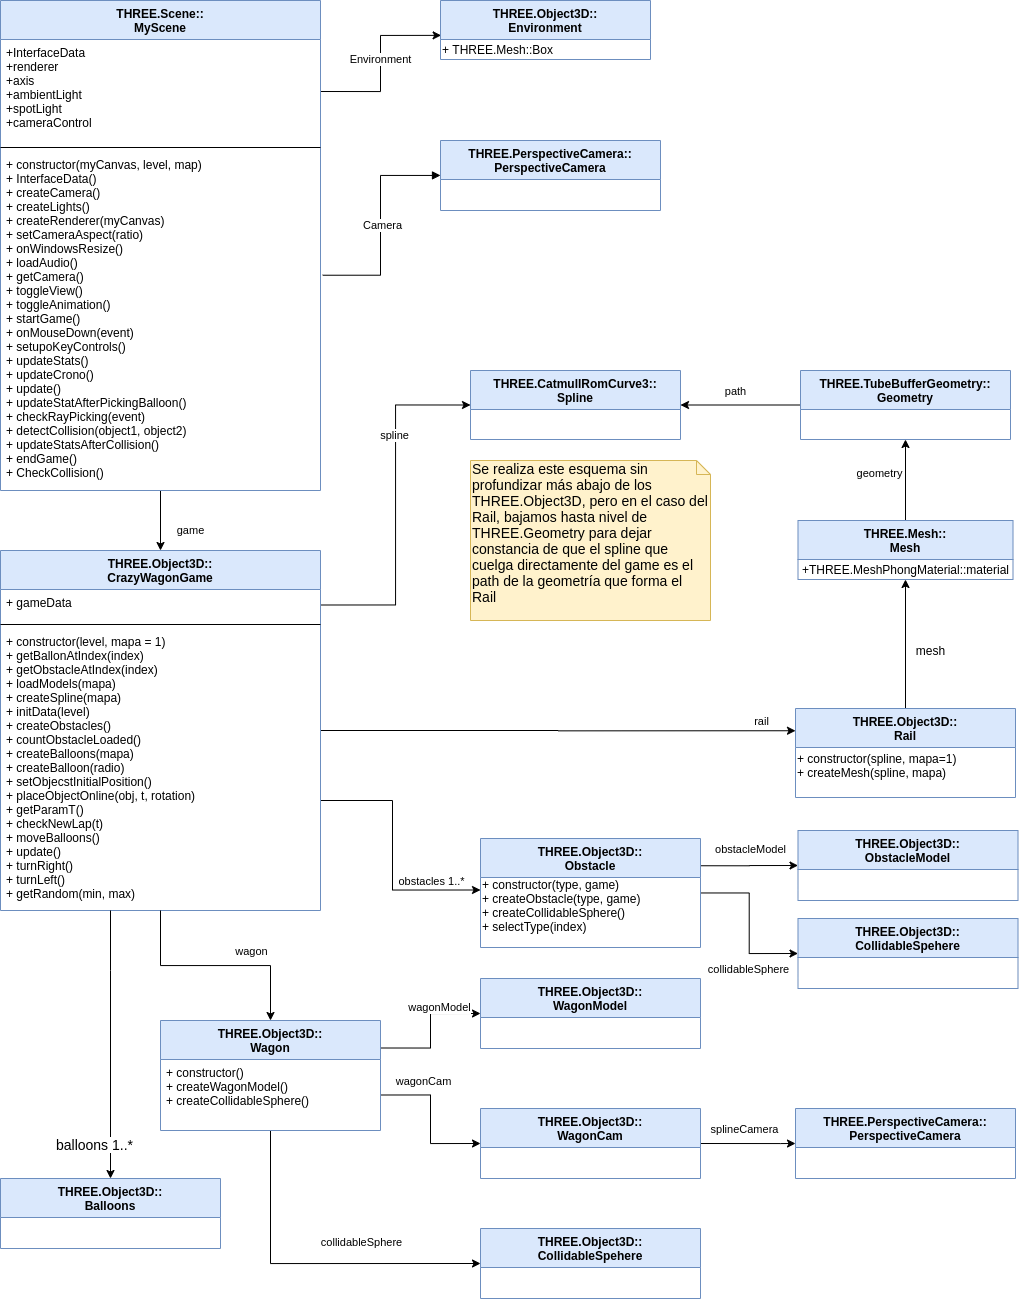 THREE.Scene::
MyScene
+InterfaceData
+renderer
+axis
+ambientLight
+spotLight
+cameraControl
+ constructor(myCanvas, level, map)
+ InterfaceData()
+ createCamera()
+ createLights()
+ createRenderer(myCanvas)
+ setCameraAspect(ratio)
+ onWindowsResize()
+ loadAudio()
+ getCamera()
+ toggleView()
+ toggleAnimation()
+ startGame()
+ onMouseDown(event)
+ setupoKeyControls()
+ updateStats()
+ updateCrono()
+ update()
+ updateStatAfterPickingBalloon()
+ checkRayPicking(event)
+ detectCollision(object1, object2)
+ updateStatsAfterCollision()
+ endGame()
+ CheckCollision()
Environment
THREE.Object3D::
Environment
+ THREE.Mesh::Box
Camera
THREE.PerspectiveCamera::
PerspectiveCamera
game
THREE.Object3D::
CrazyWagonGame
+ gameData
+ constructor(level, mapa = 1)
+ getBallonAtIndex(index)
+ getObstacleAtIndex(index)
+ loadModels(mapa)
+ createSpline(mapa)
+ initData(level)
+ createObstacles()
+ countObstacleLoaded()
+ createBalloons(mapa)
+ createBalloon(radio)
+ setObjecstInitialPosition()
+ placeObjectOnline(obj, t, rotation)
+ getParamT()
+ checkNewLap(t)
+ moveBalloons()
+ update()
+ turnRight()
+ turnLeft()
+ getRandom(min, max)
spline
THREE.CatmullRomCurve3::
Spline
path
THREE.TubeBufferGeometry::
Geometry
Se realiza este esquema sin
profundizar más abajo de los
THREE.Object3D, pero en el caso del
Rail, bajamos hasta nivel de
THREE.Geometry para dejar
constancia de que el spline que
cuelga directamente del game es el
path de la geometría que forma el
Rail
geometry
THREE.Mesh::
Mesh
+THREE.MeshPhongMaterial::material
mesh
rail
THREE.Object3D::
Rail
+ constructor(spline, mapa=1)
+ createMesh(spline, mapa)
obstacles 1..*
THREE.Object3D::
Obstacle
+ constructor(type, game)
+ createObstacle(type, game)
+ createCollidableSphere()
+ selectType(index)
obstacleModel
THREE.Object3D::
ObstacleModel
collidableSphere
THREE.Object3D::
CollidableSpehere
wagon
THREE.Object3D::
Wagon
+ constructor()
+ createWagonModel()
+ createCollidableSphere()
wagonModel
THREE.Object3D::
WagonModel
wagonCam
THREE.Object3D::
WagonCam
splineCamera
THREE.PerspectiveCamera::
PerspectiveCamera
balloons 1..*
THREE.Object3D::
Balloons
collidableSphere
THREE.Object3D::
CollidableSpehere